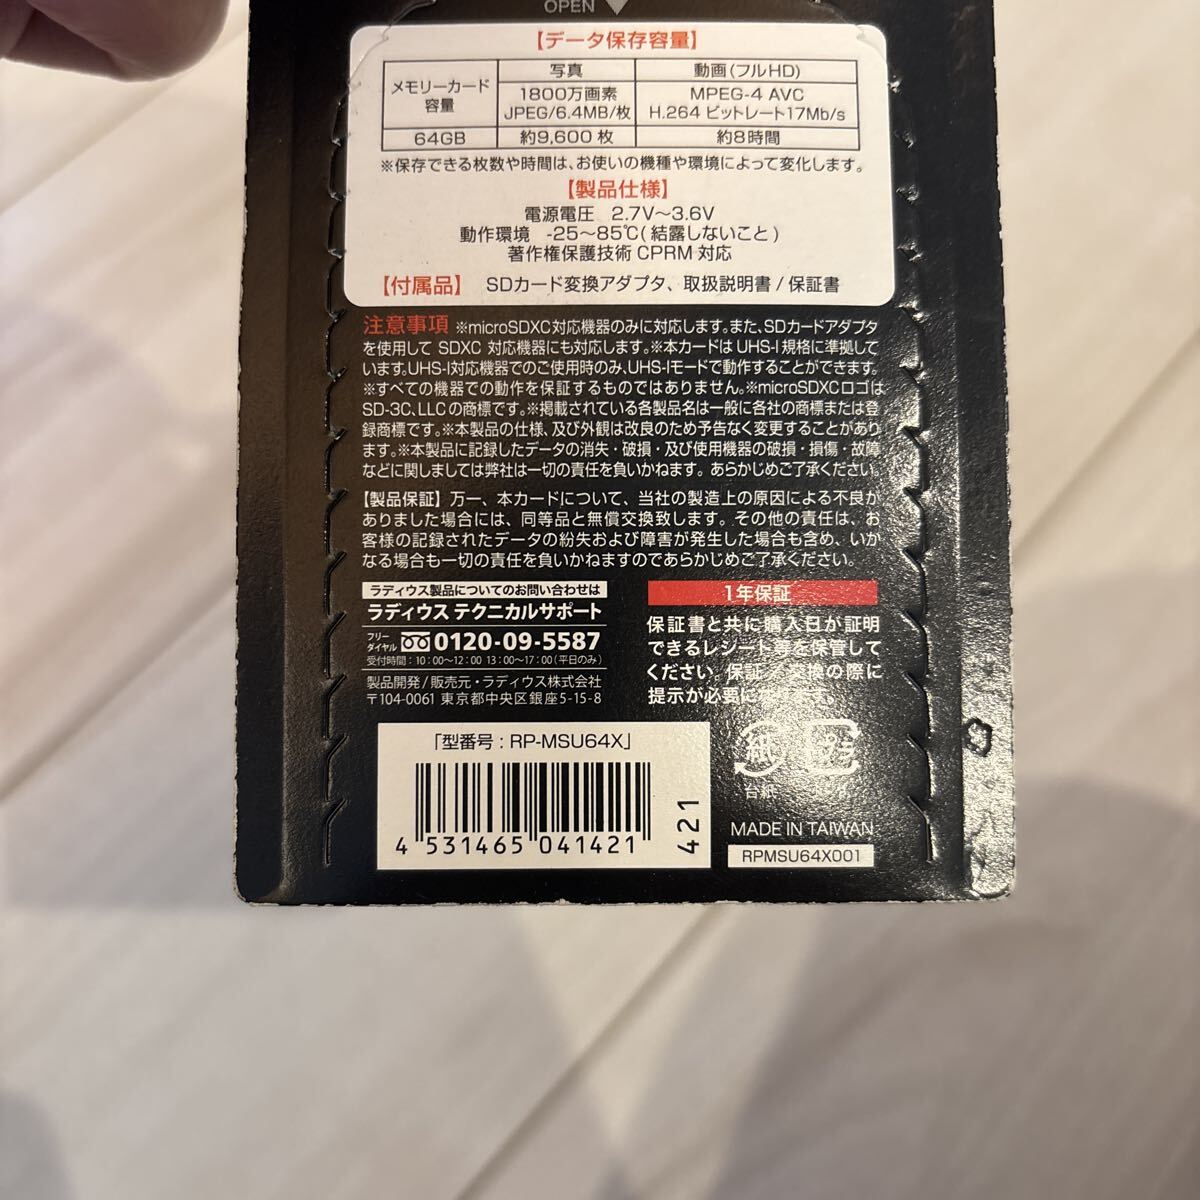 OPEN
【データ保存容量】
メモリーカード容量 写真 動画(フルHD)
1800万画素 MPEG-4 AVC
JPEG/6.4MB/枚 H.264 ビットレート17Mb/s
64GB 約9,600枚 約8時間
※保存できる枚数や時間は、お使いの機種や環境によって変化します。
【製品仕様】
電源電圧 2.7V～3.6V
動作環境 -25～85℃(結露しないこと)
著作権保護技術 CPRM 対応
【付属品】 SDカード変換アダプタ、取扱説明書/保証書
注意事項 ※microSDXC対応機器のみに対応します。また、SDカードアダプタ
を使用して SDXC 対応機器にも対応します。※本カードは UHS-I 規格に準拠して
います。UHS-I対応機器でのご使用時のみ、UHS-Iモードで動作することができます。
※すべての機器での動作を保証するものではありません。※microSDXCロゴは
SD-3C、LLCの商標です。※掲載されている各製品名は一般に各社の商標または登
録商標です。※本製品の仕様、及び外観は改良のため予告なく変更することがあり
ます。※本製品に記録したデータの消失・破損・及び使用機器の破損・損傷・故障
などに関しましては弊社は一切の責任を負いかねます。あらかじめご了承ください。
【製品保証】万一、本カードについて、当社の製造上の原因による不良が
ありました場合には、同等品と無償交換致します。その他の責任は、お
客様の記録されたデータの紛失および障害が発生した場合も含め、いか
なる場合も一切の責任を負いかねますのであらかじめご了承ください。
ラディウス製品についてのお問い合わせは
ラディウス テクニカルサポート
フリーダイヤル 0120-09-5587
受付時間：10：00～12：00 13：00～17：00(平日のみ)
製品開発/販売元・ラディウス株式会社
〒104-0061 東京都中央区銀座5-15-8
1年保証
保証書と共に購入日が証明
できるレシート等を保管して
ください。保証 交換の際に
提示が必要に
「型番号：RP-MSU64X」
4 531465 041421
421
紙
プラ
台紙
MADE IN TAIWAN
RPMSU64X001